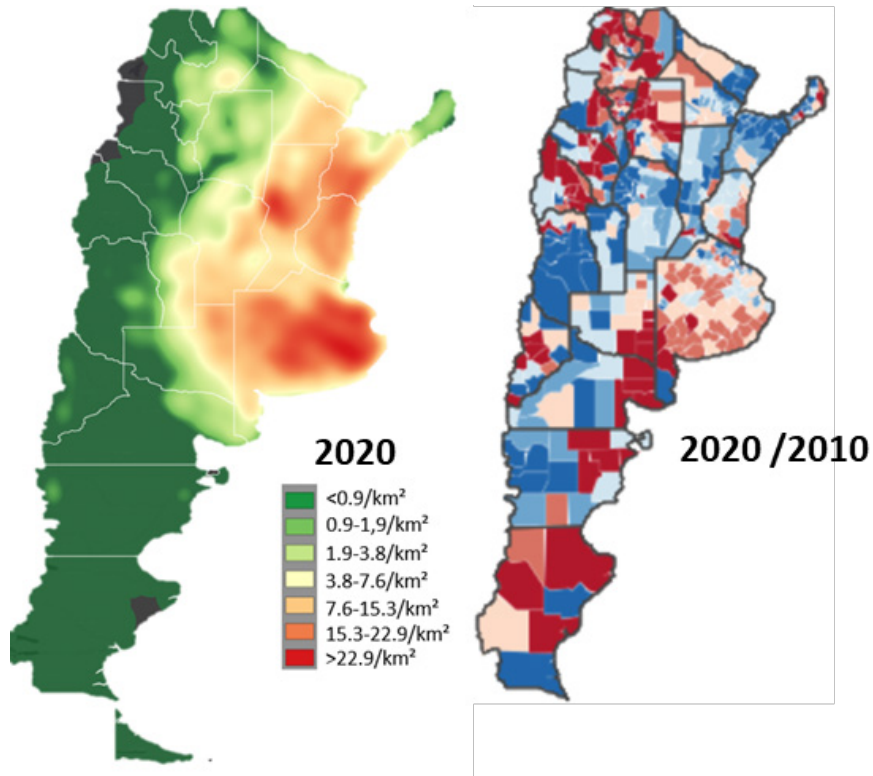 2020
<0.9/km²
0.9-1,9/km²
1.9-3.8/km²
3.8-7.6/km²
7.6-15.3/km²
15.3-22.9/km²
>22.9/km²
2020 /2010